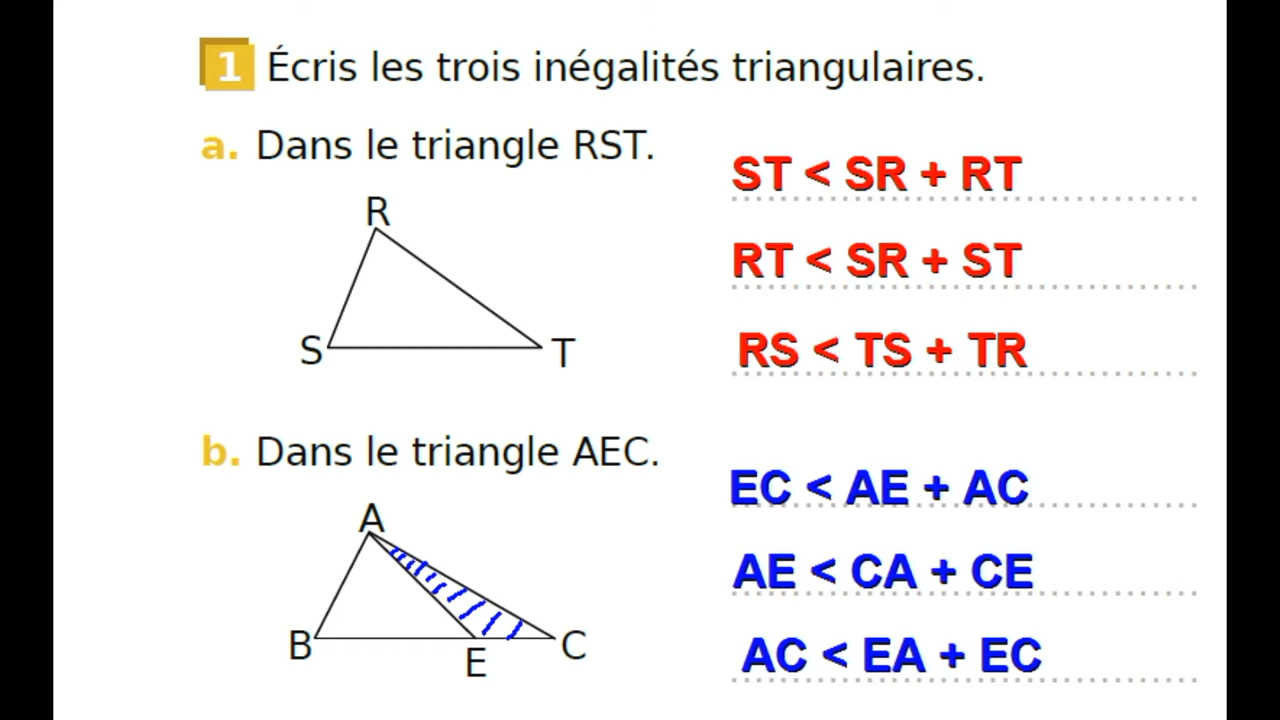 1 Écris les trois inégalités triangulaires.
a. Dans le triangle RST.
ST < SR + RT
R
RT < SR + ST
S
T
RS < TS + TR
b. Dans le triangle AEC.
EC < AE + AC
A
AE < CA + CE
B
E
C
AC < EA + EC